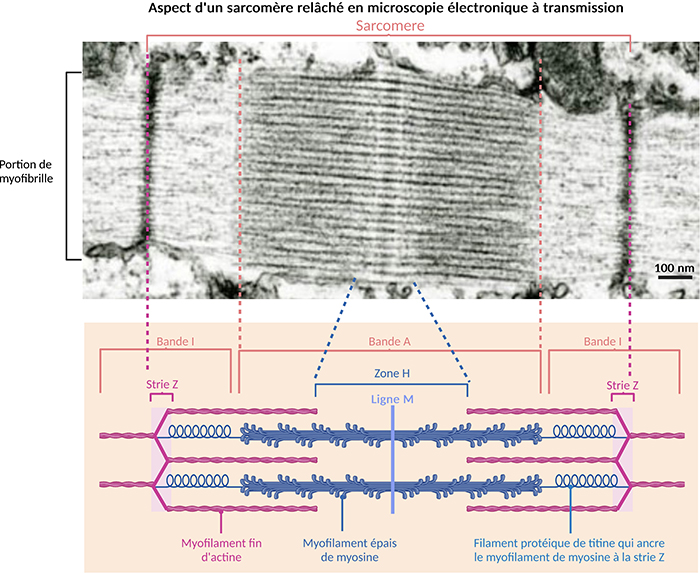 Aspect d'un sarcomère relâché en microscopie électronique à transmission
Sarcomere
Portion de
myofibrille
100 nm
Bande I
Bande A
Bande I
Zone H
Strie Z
Strie Z
Ligne M
Myofilament fin
d'actine
Myofilament épais
de myosine
Filament protéique de titine qui ancre
le myofilament de myosine à la strie Z